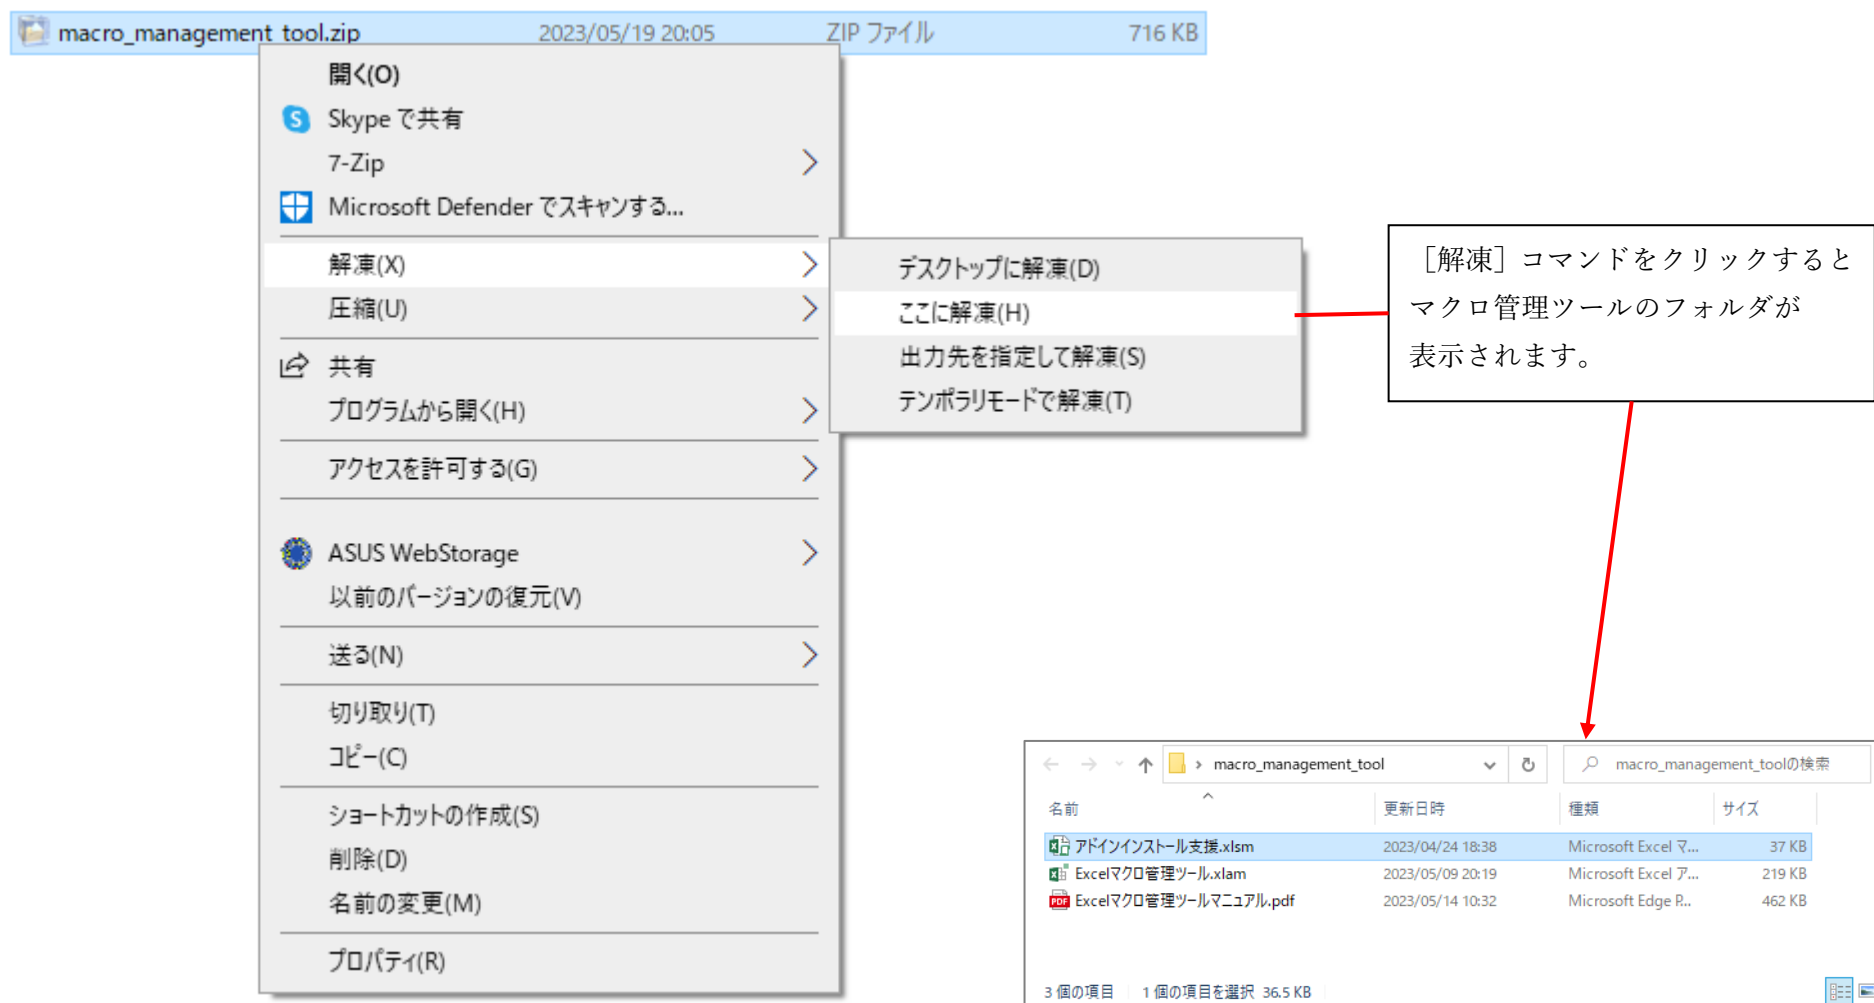 macro_management_tool.zip 2023/05/19 20:05 ZIP ファイル 716 KB
開く(O)
Skype で共有
7-Zip
Microsoft Defender でスキャンする...
解凍(X)
圧縮(U)
共有
プログラムから開く(H)
アクセスを許可する(G)
ASUS WebStorage
以前のバージョンの復元(V)
送る(N)
切り取り(T)
コピー(C)
ショートカットの作成(S)
削除(D)
名前の変更(M)
プロパティ(R)
デスクトップに解凍(D)
ここに解凍(H)
出力先を指定して解凍(S)
テンポラリモードで解凍(T)
［解凍］コマンドをクリックすると
マクロ管理ツールのフォルダが
表示されます。
macro_management_tool macro_management_toolの検索
名前 更新日時 種類 サイズ
アドインインストール支援.xlsm 2023/04/24 18:38 Microsoft Excel マ... 37 KB
Excelマクロ管理ツール.xlam 2023/05/09 20:19 Microsoft Excel ア... 219 KB
PDF Excelマクロ管理ツールマニュアル.pdf 2023/05/14 10:32 Microsoft Edge P... 462 KB
3 個の項目 1 個の項目を選択 36.5 KB